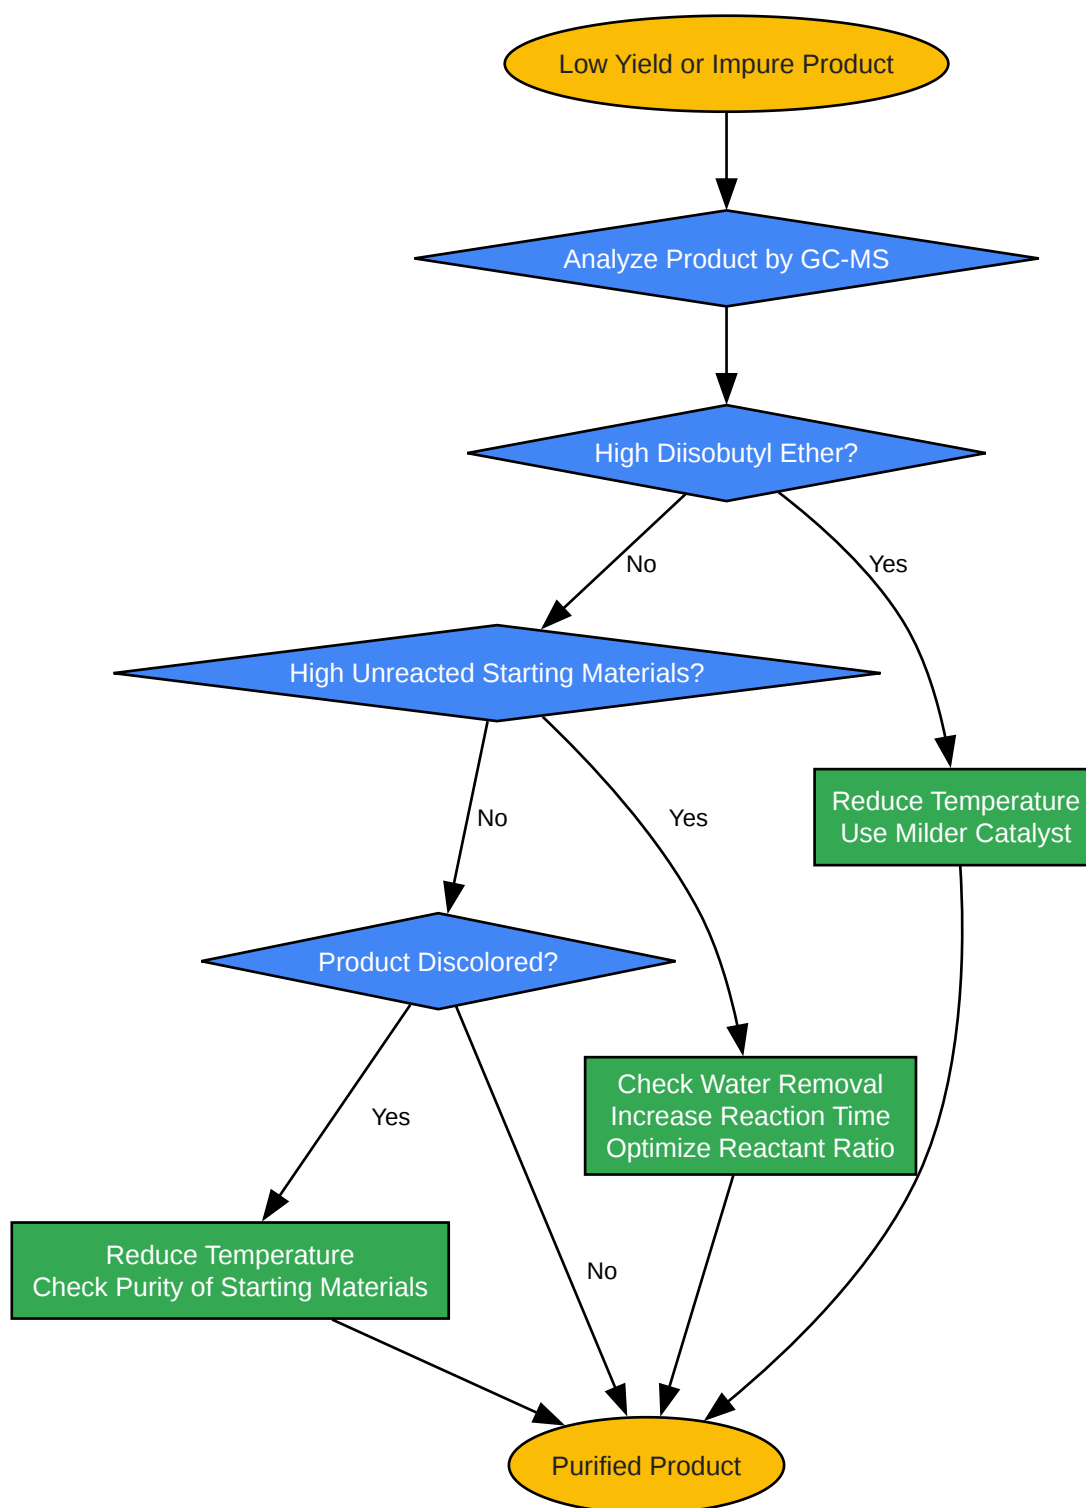 Low Yield or Impure Product
Analyze Product by GC-MS
High Diisobutyl Ether?
No
Yes
High Unreacted Starting Materials?
Reduce Temperature
Use Milder Catalyst
No
Yes
Product Discolored?
Check Water Removal
Increase Reaction Time
Optimize Reactant Ratio
Yes
No
Reduce Temperature
Check Purity of Starting Materials
Purified Product